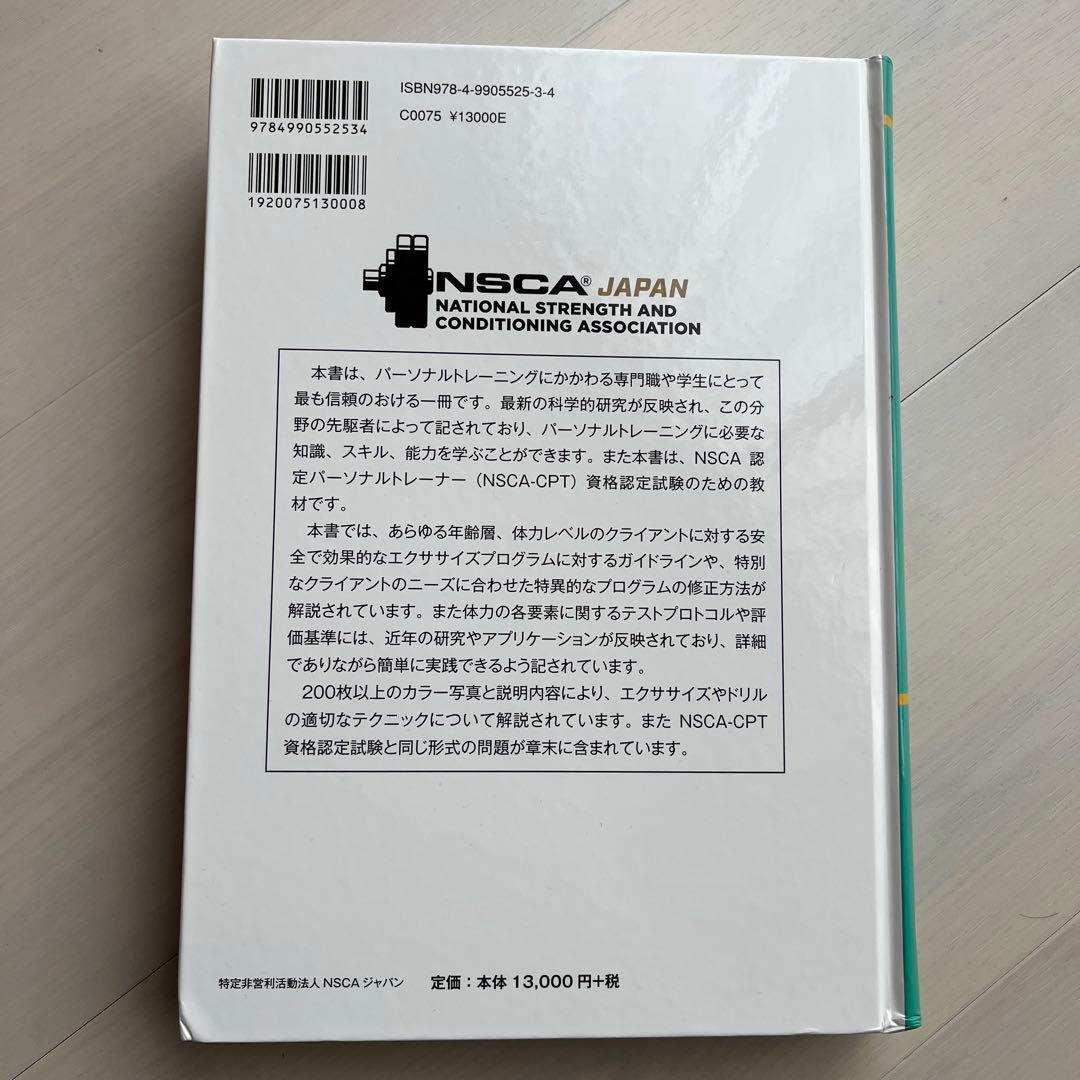 ISBN978-4-9905525-3-4
C0075 ¥13000E
9784990552534
1920075130008
NSCA® JAPAN
NATIONAL STRENGTH AND
CONDITIONING ASSOCIATION
本書は、パーソナルトレーニングにかかわる専門職や学生にとって
最も信頼のおける一冊です。最新の科学的研究が反映され、この分
野の先駆者によって記されており、パーソナルトレーニングに必要な
知識、スキル、能力を学ぶことができます。また本書は、NSCA 認
定パーソナルトレーナー（NSCA-CPT）資格認定試験のための教
材です。
本書では、あらゆる年齢層、体力レベルのクライアントに対する安
全で効果的なエクササイズプログラムに対するガイドラインや、特別
なクライアントのニーズに合わせた特異的なプログラムの修正方法が
解説されています。また体力の各要素に関するテストプロトコルや評
価基準には、近年の研究やアプリケーションが反映されており、詳細
でありながら簡単に実践できるよう記されています。
200枚以上のカラー写真と説明内容により、エクササイズやドリル
の適切なテクニックについて解説されています。また NSCA-CPT
資格認定試験と同じ形式の問題が章末に含まれています。
特定非営利活動法人 NSCA ジャパン 定価：本体 13,000 円+税